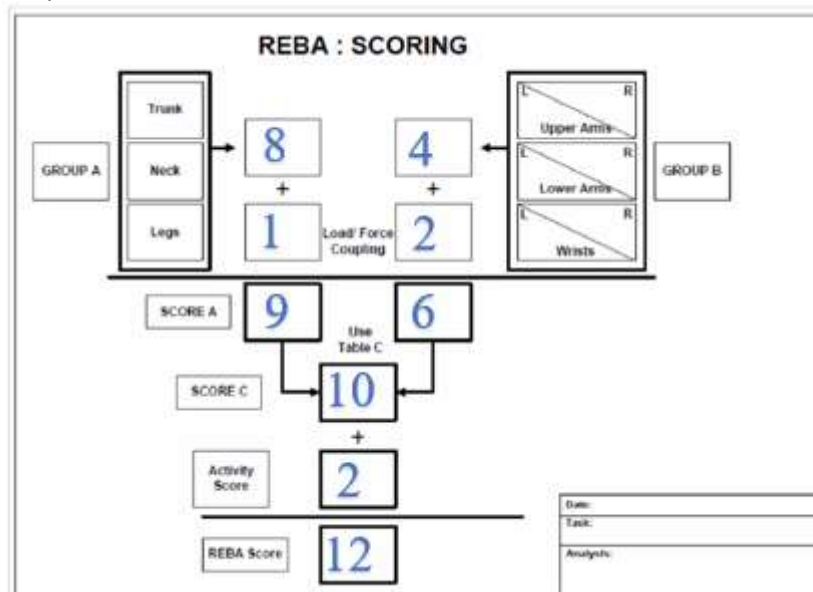 REBA : SCORING
GROUP A
Trunk
Neck
Legs
8
+
1
Load/ Force
Coupling
4
+
2
L R
Upper Arms
L R
Lower Arms
L R
Wrists
GROUP B
SCORE A
9
6
Use
Table C
SCORE C
10
+
Activity
Score
2
REBA Score
12
Date:
Task:
Analysts: